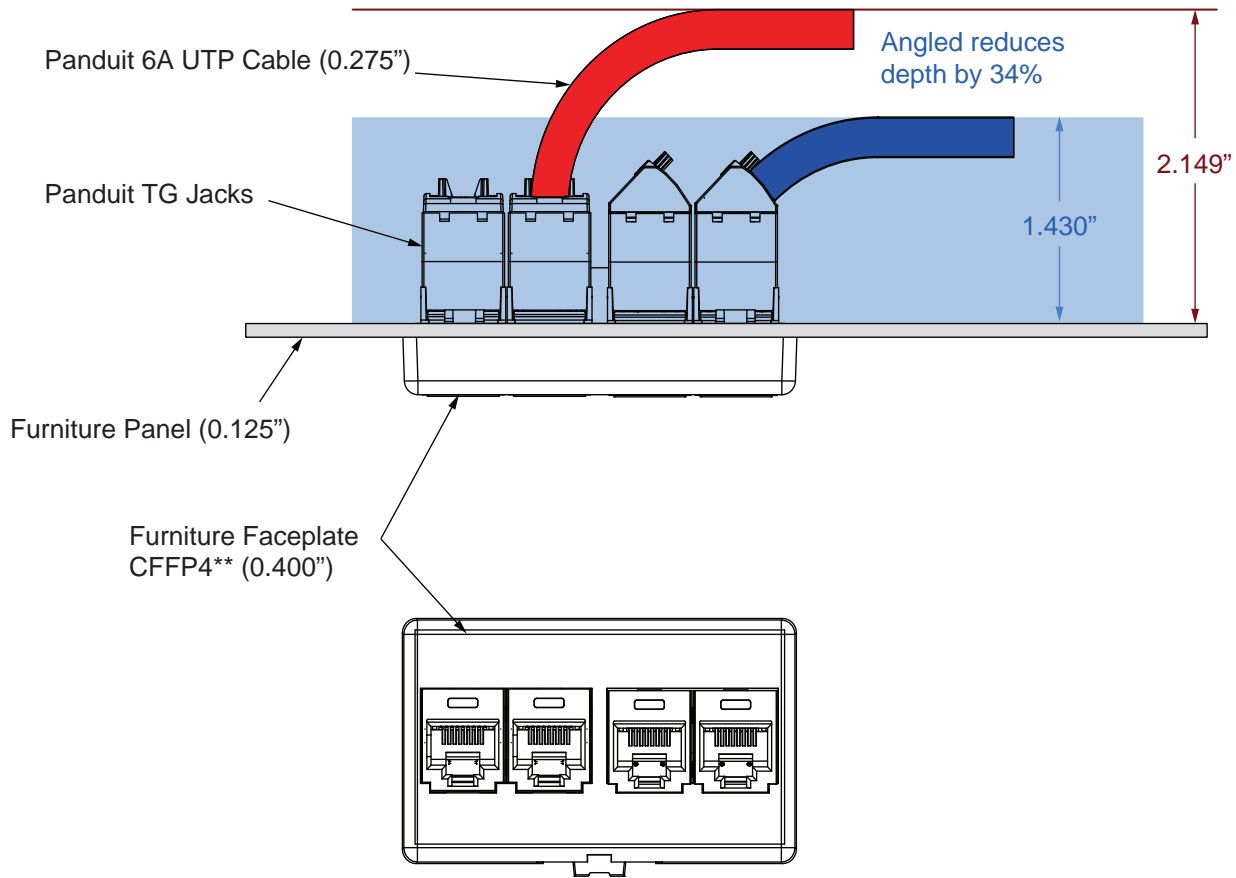 Panduit 6A UTP Cable (0.275”)
Angled reduces
depth by 34%
2.149”
Panduit TG Jacks
1.430”
Furniture Panel (0.125”)
Furniture Faceplate
CFFP4** (0.400”)